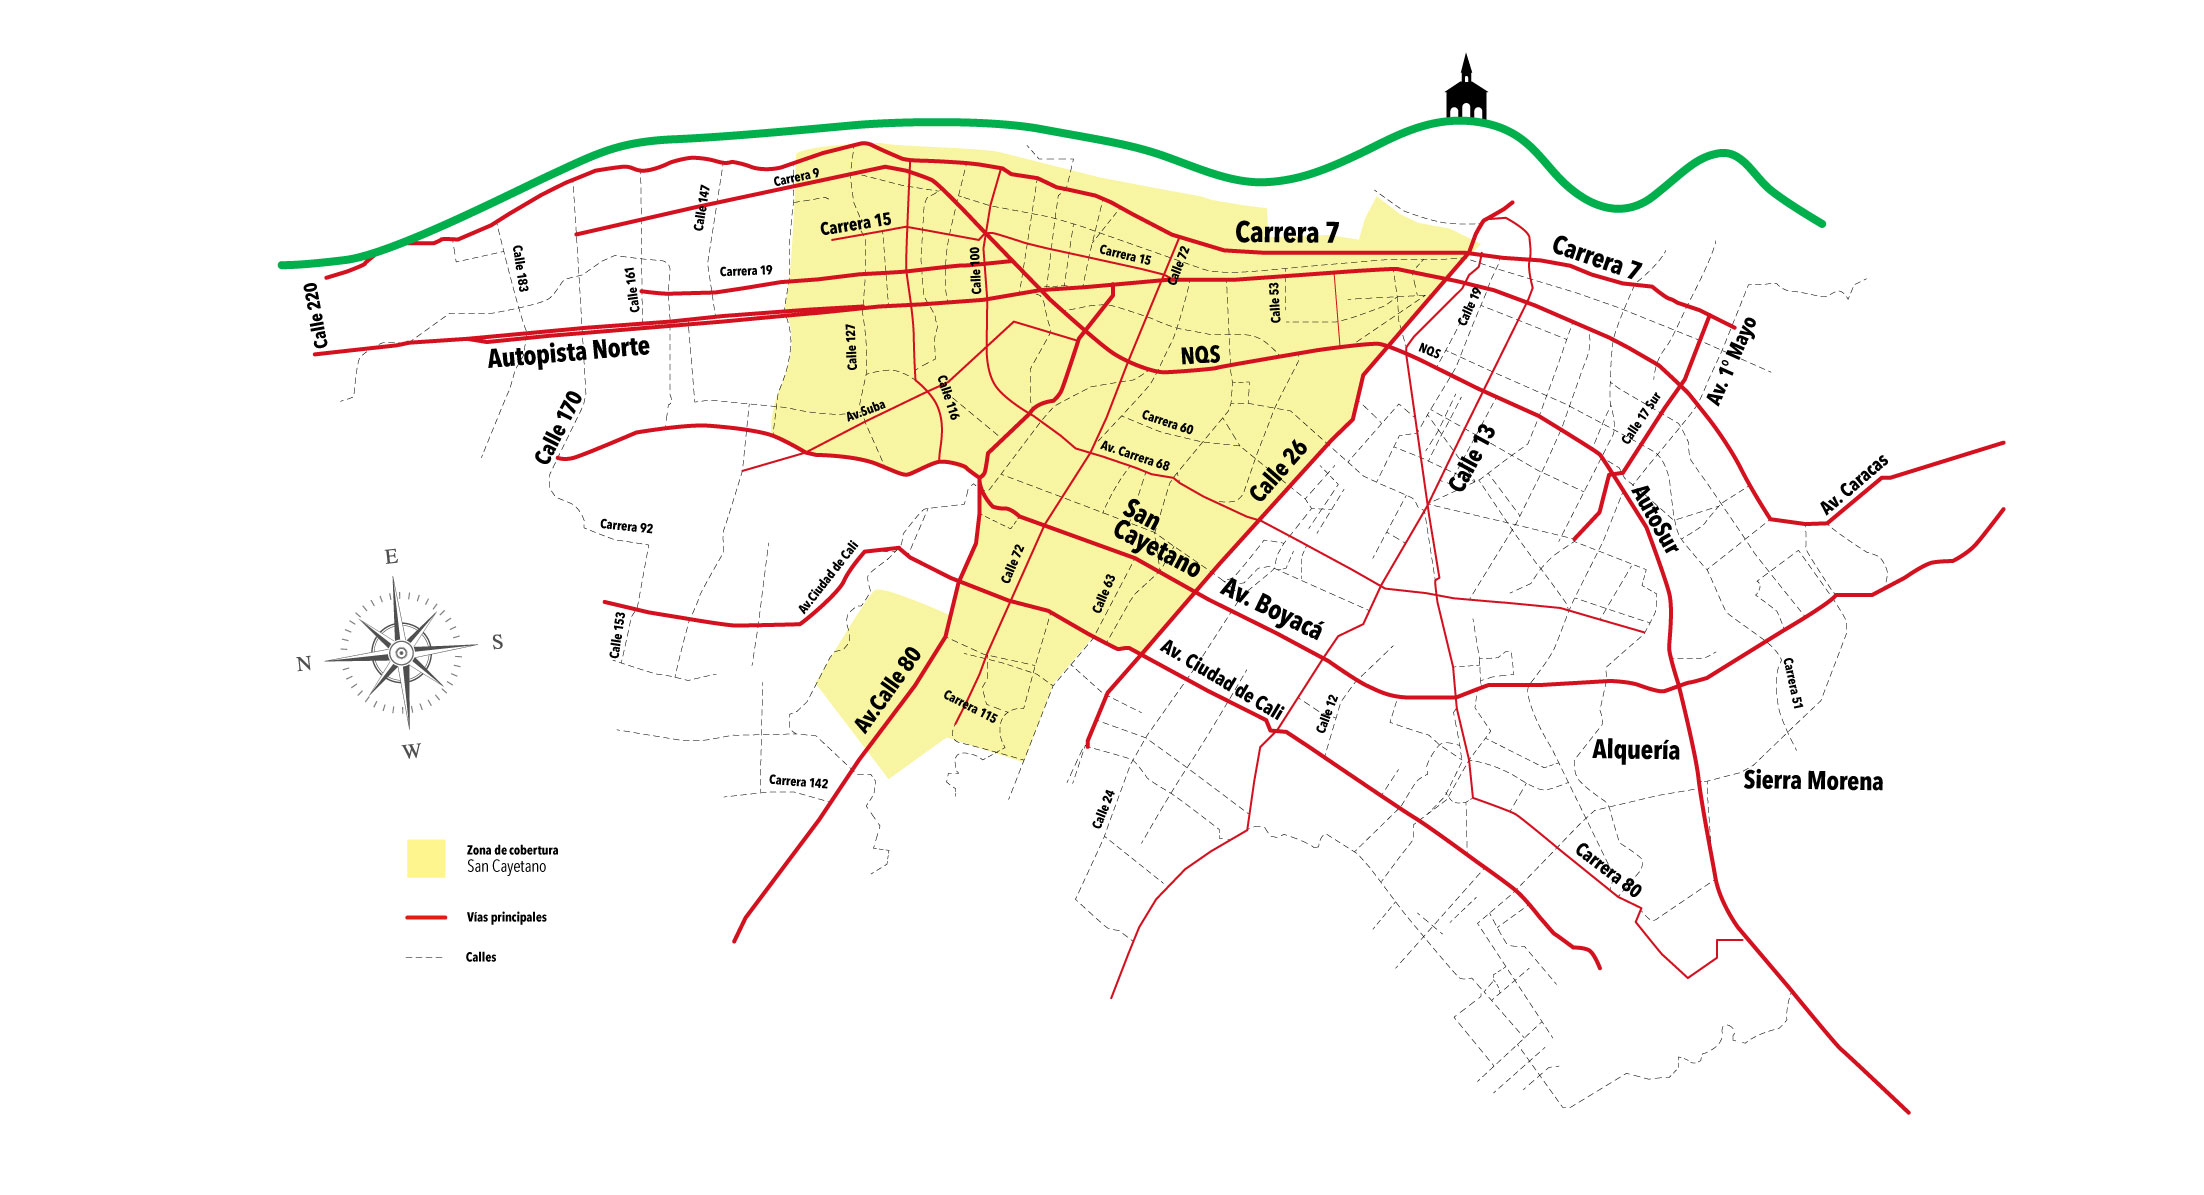 Carrera 9
Calle 147
Carrera 15
Carrera 7
Carrera 7
Calle 183
Calle 161
Carrera 19
Calle 100
Carrera 15
Calle 72
Calle 53
Calle 19
Calle 220
Autopista Norte
Calle 127
NQS
NQS
Av. 1º Mayo
Calle 170
Av.Suba
Calle 116
Carrera 60
Calle 17 Sur
Av. Carrera 68
Calle 26
Calle 13
Av. Caracas
San
Cayetano
AutoSur
Carrera 92
Av.Ciudad de Cali
Calle 72
Calle 63
Av. Boyacá
E
N
S
W
Calle 153
Av.Calle 80
Carrera 115
Av. Ciudad de Cali
Calle 12
Carrera 51
Alquería
Sierra Morena
Carrera 142
Calle 24
Carrera 80
Zona de cobertura
San Cayetano
Vías principales
Calles